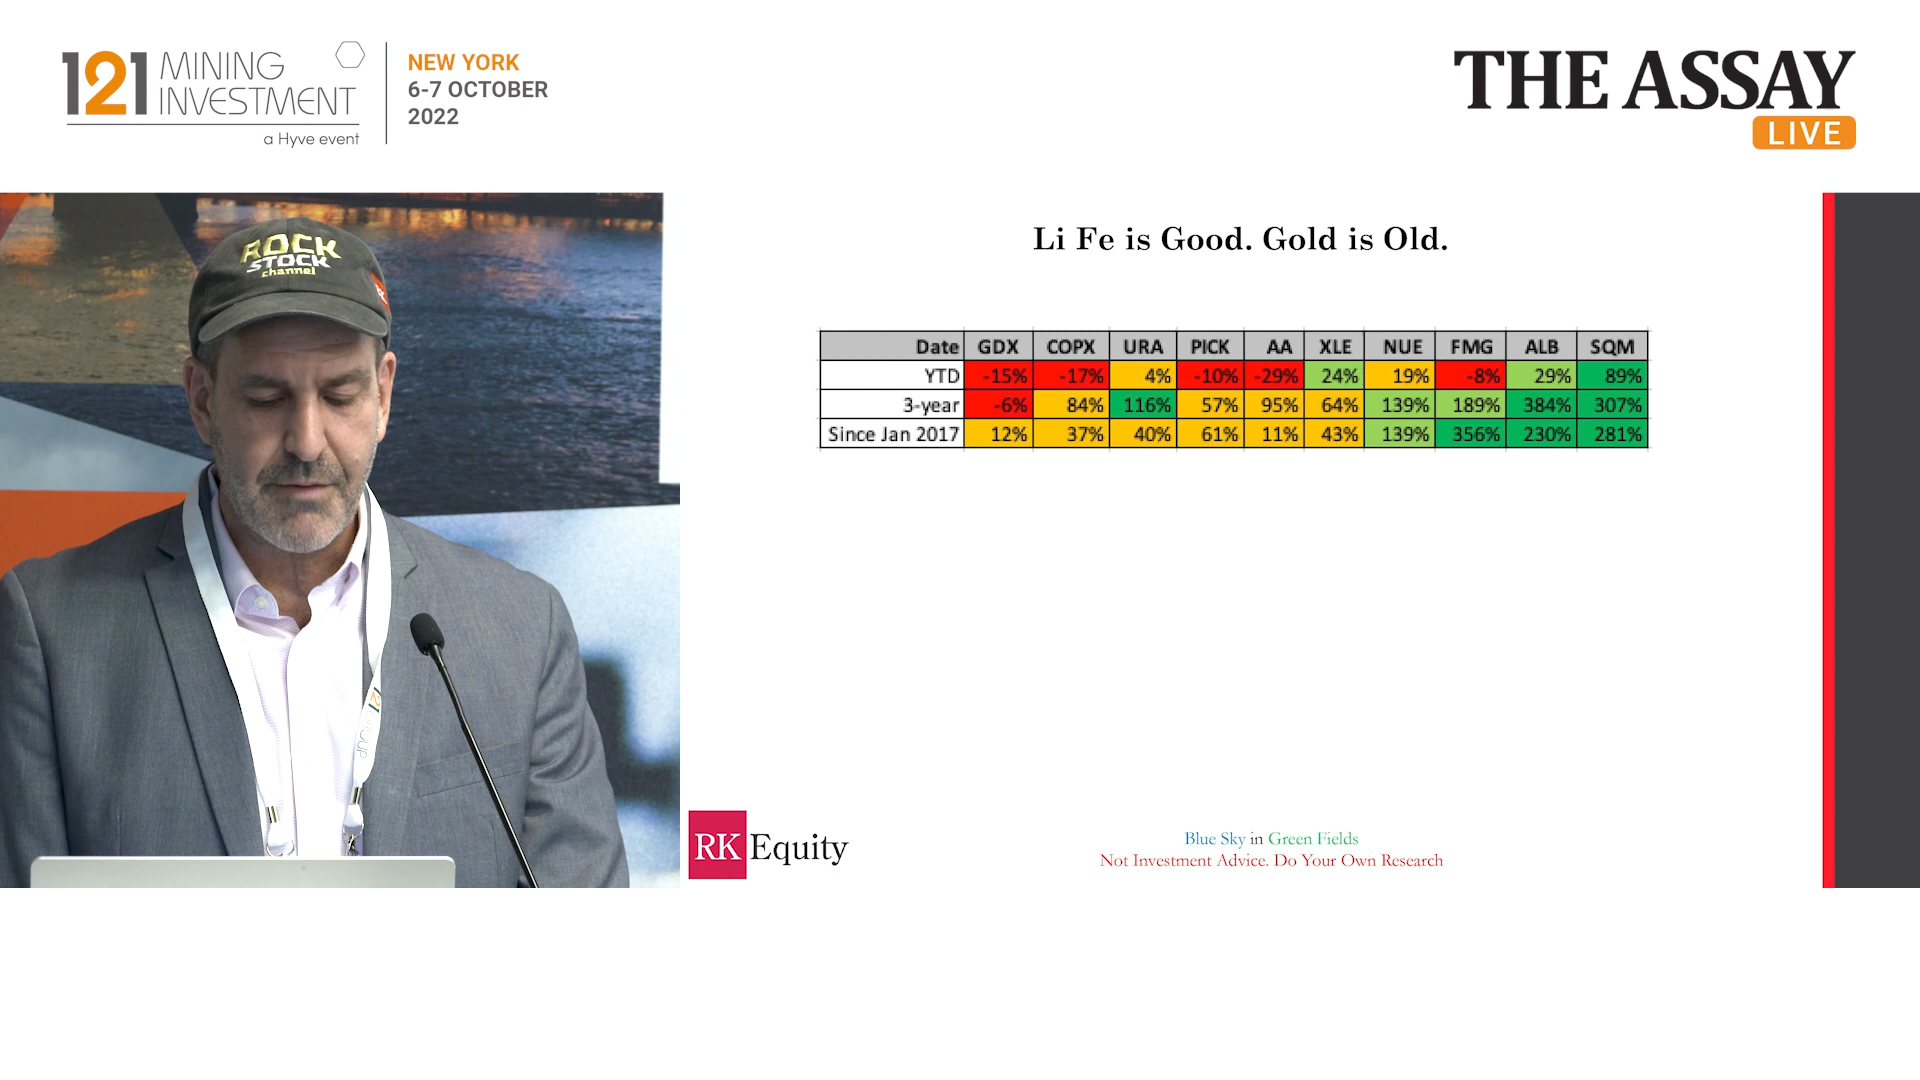 121 MINING
INVESTMENT
a Hyve event
NEW YORK
6-7 OCTOBER
2022
THE ASSAY
LIVE
ROCK
STOCK
channel
Li Fe is Good. Gold is Old.
Date GDX COPX URA PICK AA XLE NUE FMG ALB SQM
YTD -15% -17% 4% -10% -29% 24% 19% -8% 29% 89%
3-year -6% 84% 116% 57% 95% 64% 139% 189% 384% 307%
Since Jan 2017 12% 37% 40% 61% 11% 43% 139% 356% 230% 281%
RK Equity
Blue Sky in Green Fields
Not Investment Advice. Do Your Own Research